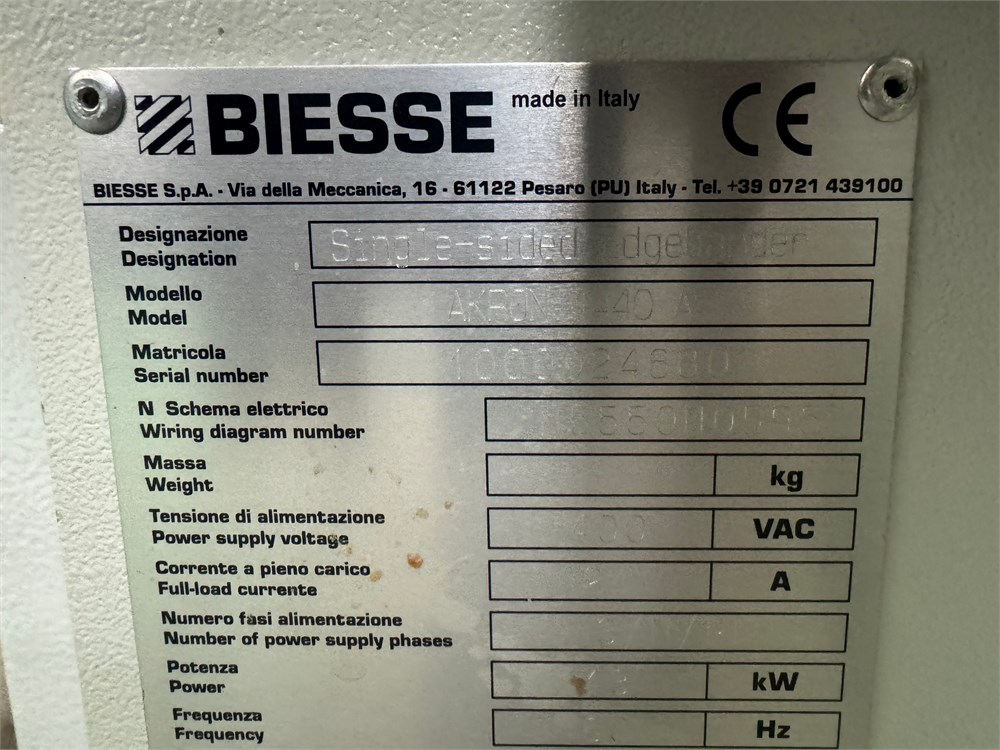 BIESSE made in Italy CE
BIESSE S.p.A. - Via della Meccanica, 16 - 61122 Pesaro (PU) Italy - Tel. +39 0721 439100
Designazione
Designation
Single-sided
Modello
Model
Matricola
Serial number
N Schema elettrico
Wiring diagram number
Massa
Weight
kg
Tensione di alimentazione
Power supply voltage
VAC
Corrente a pieno carico
Full-load currente
A
Numero fasi alimentazione
Number of power supply phases
Potenza
Power
kW
Frequenza
Frequency
Hz